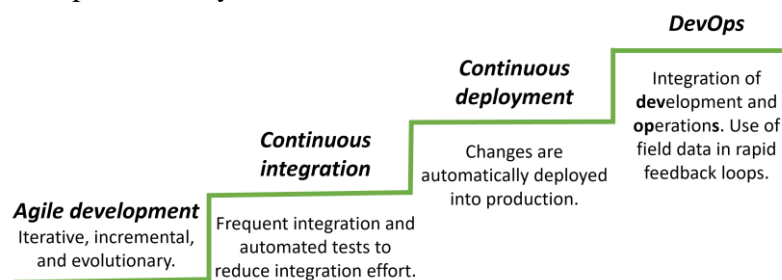 Agile development
Iterative, incremental,
and evolutionary.
Continuous
integration
Frequent integration and
automated tests to
reduce integration effort.
Continuous
deployment
Changes are
automatically deployed
into production.
DevOps
Integration of
development and
operations. Use of
field data in rapid
feedback loops.